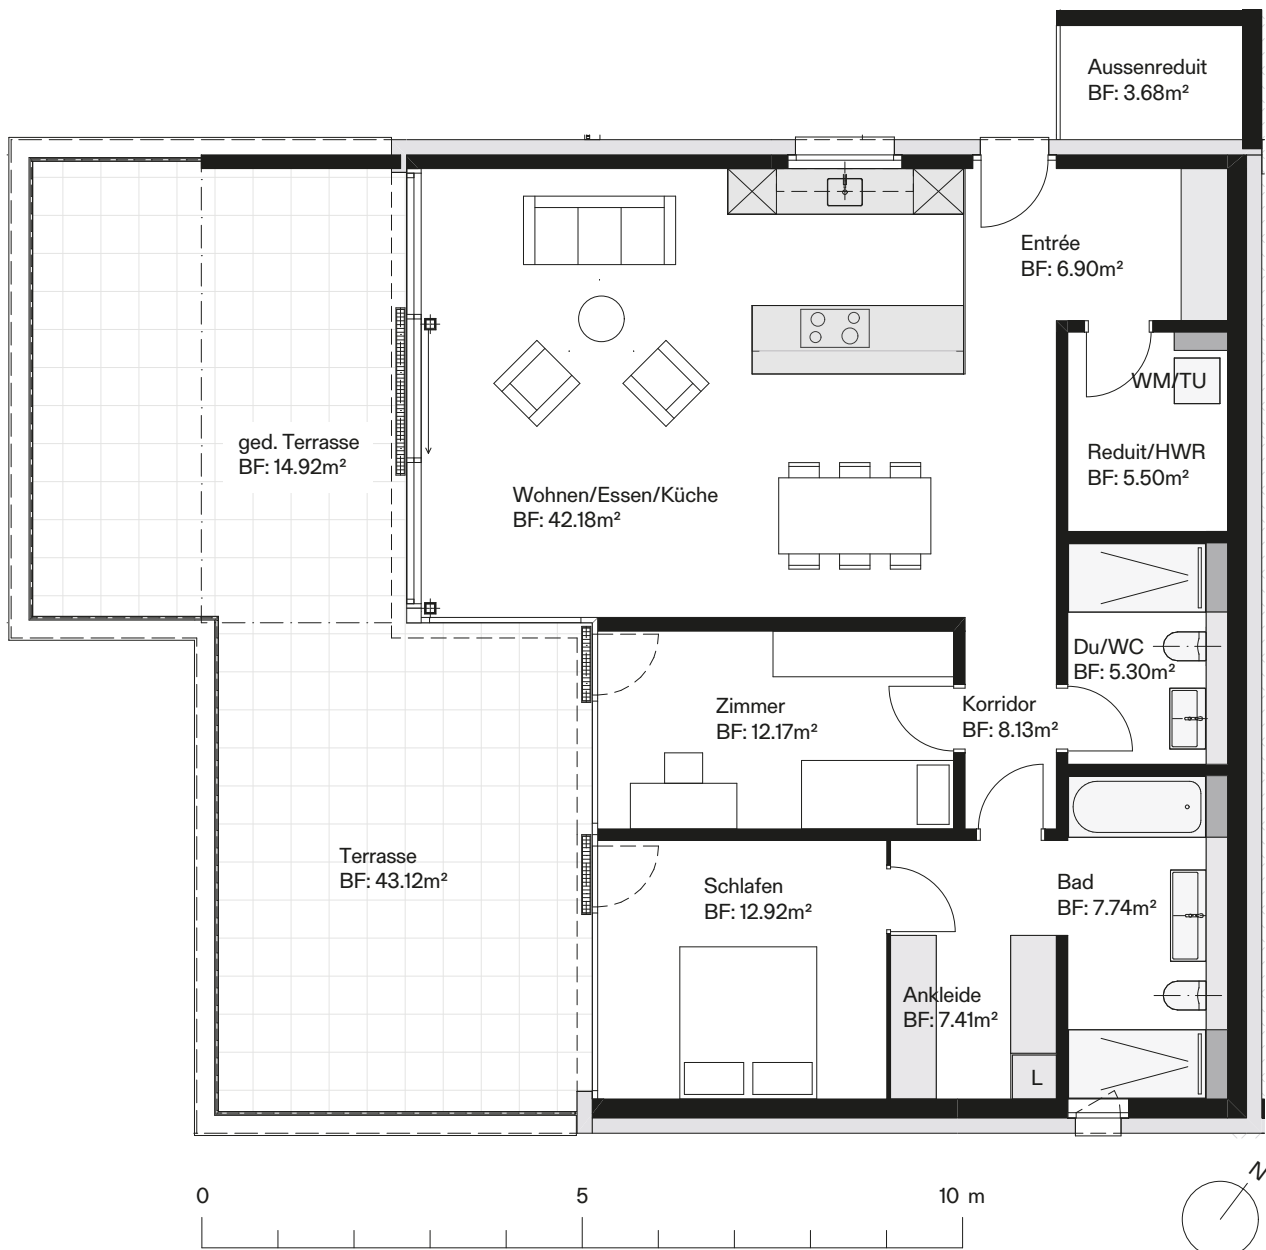 Aussenreduit
BF: 3.68m²
Entrée
BF: 6.90m²
WM/TU
ged. Terrasse
BF: 14.92m²
Reduit/HWR
BF: 5.50m²
Wohnen/Essen/Küche
BF: 42.18m²
Du/WC
BF: 5.30m²
Zimmer
BF: 12.17m²
Korridor
BF: 8.13m²
Terrasse
BF: 43.12m²
Schlafen
BF: 12.92m²
Bad
BF: 7.74m²
Ankleide
BF: 7.41m²
L
0 5 10 m
N